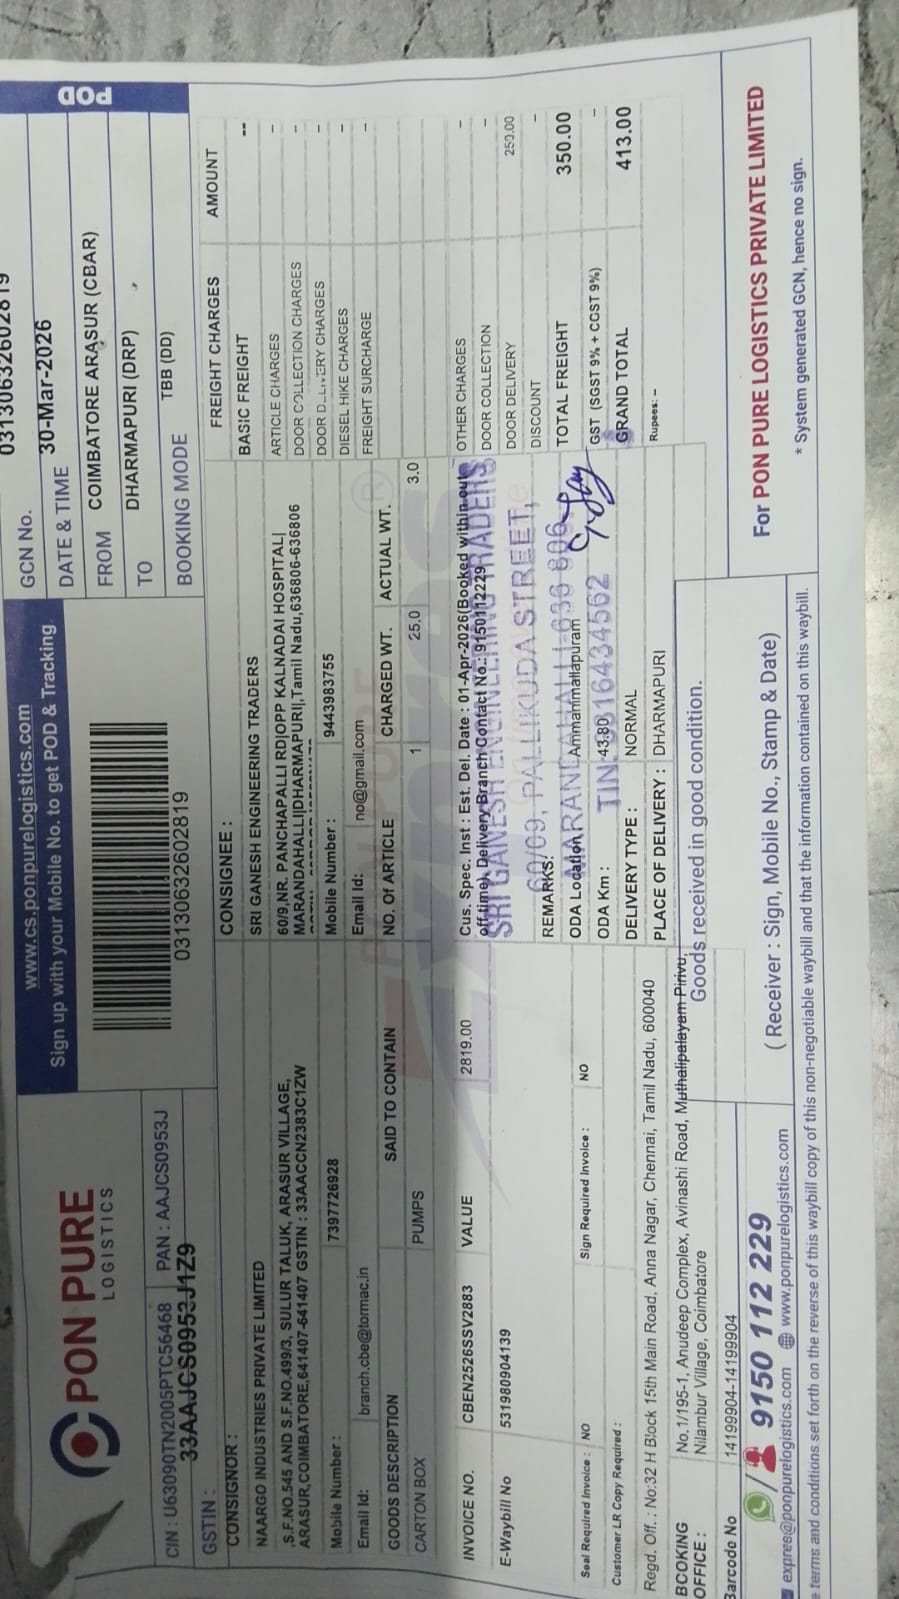 PON PURE
LOGISTICS
www.cs.ponpurelogistics.com
Sign up with your Mobile No. to get POD & Tracking
POD
03130632602819
GCN No. 03130632602819
DATE & TIME 30-Mar-2026
FROM COIMBATORE ARASUR (CBAR)
TO DHARMAPURI (DRP)
BOOKING MODE TBB (DD)
CIN : U63090TN2005PTC56468 PAN : AAJCS0953J
GSTIN : 33AAJCS0953J1Z9
CONSIGNOR :
NAARGO INDUSTRIES PRIVATE LIMITED
,S.F.NO.545 AND S.F.NO.499/3, SULUR TALUK, ARASUR VILLAGE,
ARASUR,COIMBATORE,641407-641407 GSTIN : 33AACCN2383C1ZW
Mobile Number : 7397726928
Email Id: branch.cbe@tormac.in
CONSIGNEE :
SRI GANESH ENGINEERING TRADERS
60/9,NR. PANCHAPALLI RD|OPP KALNADAI HOSPITAL|
MARANDAHALLI|DHARMAPURI|,Tamil Nadu,636806-636806
Mobile Number : 9443983755
Email Id: no@gmail.com
GOODS DESCRIPTION SAID TO CONTAIN NO. Of ARTICLE CHARGED WT. ACTUAL WT.
CARTON BOX PUMPS 1 25.0 3.0
INVOICE NO. CBEN2526SSV2883 VALUE 2819.00
E-Waybill No 531980904139
Cus. Spec. Inst : Est. Del. Date : 01-Apr-2026(Booked within cut
off time), Delivery Branch Contact No.: 9150112229
REMARKS:
Seal Required Invoice : NO Sign Required Invoice : NO
ODA Location : Ammanimallapuram
Customer LR Copy Required :
ODA Km : 43.80
DELIVERY TYPE : NORMAL
PLACE OF DELIVERY : DHARMAPURI
SRI GANESH ENGINEERING TRADERS
60/09, PALLIKUDA STREET,
MARANDAHALLI-636 806
TIN:
FREIGHT CHARGES AMOUNT
BASIC FREIGHT --
ARTICLE CHARGES -
DOOR COLLECTION CHARGES -
DOOR DELIVERY CHARGES -
DIESEL HIKE CHARGES -
FREIGHT SURCHARGE -
OTHER CHARGES -
DOOR COLLECTION -
DOOR DELIVERY 250.00
DISCOUNT -
TOTAL FREIGHT 350.00
GST (SGST 9% + CGST 9%) -
GRAND TOTAL 413.00
Rupees: -
Regd. Off. : No:32 H Block 15th Main Road, Anna Nagar, Chennai, Tamil Nadu, 600040
BOOKING OFFICE : No.1/195-1, Anudeep Complex, Avinashi Road, Muthalipalayam Pirivu,
Nilambur Village, Coimbatore
Barcode No 14199904-14199904
Goods received in good condition.
( Receiver : Sign, Mobile No., Stamp & Date)
For PON PURE LOGISTICS PRIVATE LIMITED
* System generated GCN, hence no sign.
9150 112 229
expres@ponpurelogistics.com www.ponpurelogistics.com
terms and conditions set forth on the reverse of this waybill copy of this non-negotiable waybill and that the information contained on this waybill.